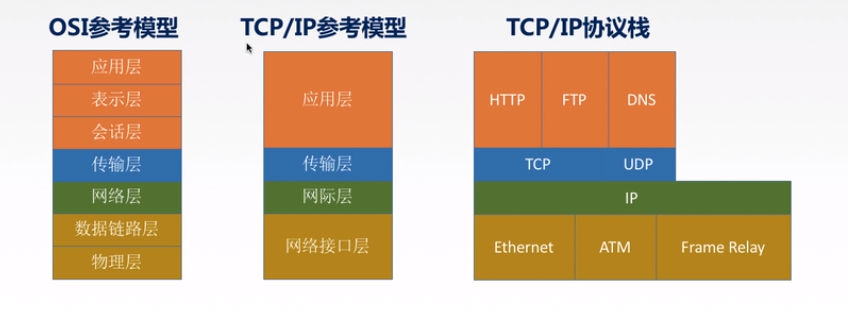 OSI参考模型
应用层
表示层
会话层
传输层
网络层
数据链路层
物理层
TCP/IP参考模型
应用层
传输层
网际层
网络接口层
TCP/IP协议栈
HTTP FTP DNS
TCP UDP
IP
Ethernet ATM Frame Relay